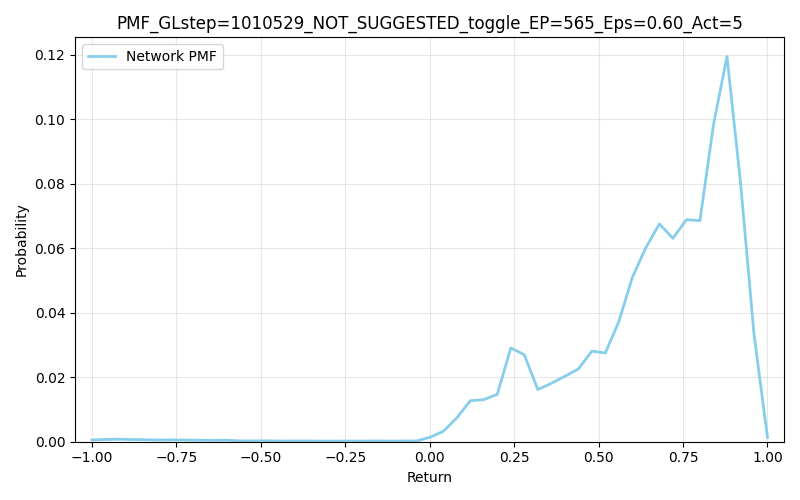 PMF_GLstep=1010529_NOT_SUGGESTED_toggle_EP=565_Eps=0.60_Act=5
Network PMF
0.12
0.10
0.08
0.06
0.04
0.02
0.00
Probability
−1.00 −0.75 −0.50 −0.25 0.00 0.25 0.50 0.75 1.00
Return